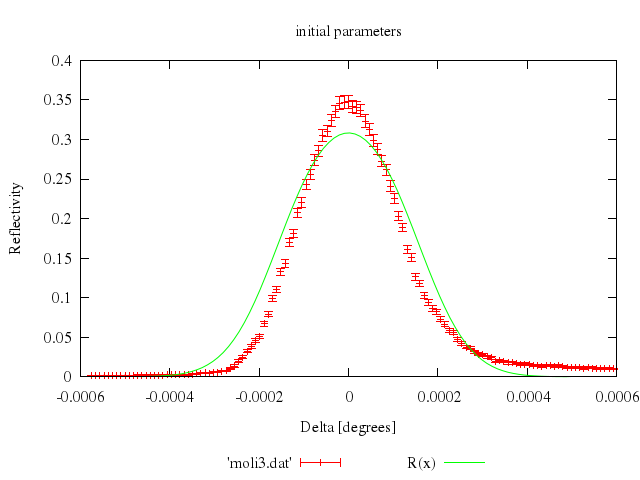 initial parameters
0.4
0.35
0.3
0.25
0.2
0.15
0.1
0.05
0
Reflectivity
-0.0006 -0.0004 -0.0002 0 0.0002 0.0004 0.0006
Delta [degrees]
'moli3.dat' R(x)